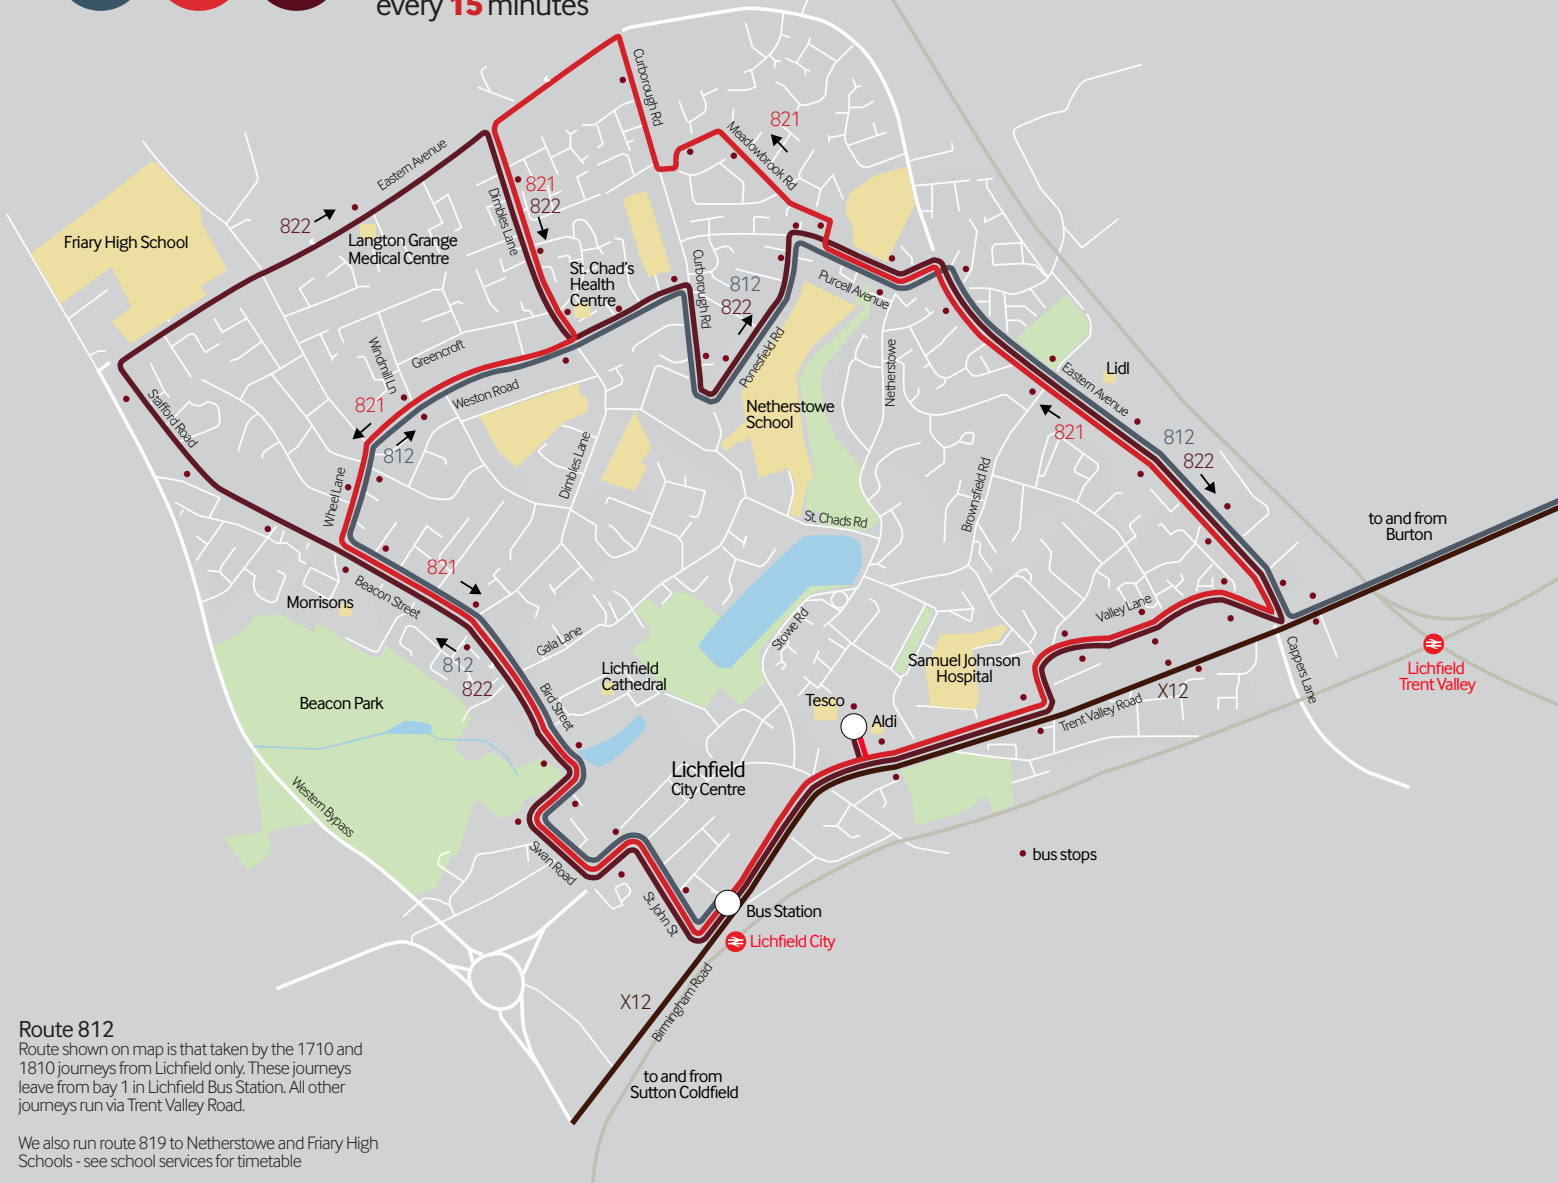 every 15 minutes
Curborough Rd
821
Meadowbrook Rd
Eastern Avenue
821
822
Dimbles Lane
822
Friary High School
Langton Grange
Medical Centre
St. Chad's
Health
Centre
Curborough Rd
812
822
Purcell Avenue
Ponesfield Rd
Netherstowe
Windmill Ln
Greencroft
Weston Road
Eastern Avenue
Lidl
Stafford Road
821
812
Netherstowe
School
821
812
822
Dimbles Lane
Wheel Lane
Brownsfield Rd
St. Chads Rd
to and from
Burton
821
Beacon Street
Morrisons
Valley Lane
Stowe Rd
Gala Lane
812
822
Lichfield
Cathedral
Samuel Johnson
Hospital
Cappers Lane
Lichfield
Trent Valley
Bird Street
Beacon Park
Tesco
Aldi
X12
Trent Valley Road
Lichfield
City Centre
Western Bypass
Swan Road
bus stops
St. John St.
Bus Station
Lichfield City
X12
Birmingham Road
to and from
Sutton Coldfield
Route 812
Route shown on map is that taken by the 1710 and
1810 journeys from Lichfield only. These journeys
leave from bay 1 in Lichfield Bus Station. All other
journeys run via Trent Valley Road.
We also run route 819 to Netherstowe and Friary High
Schools - see school services for timetable